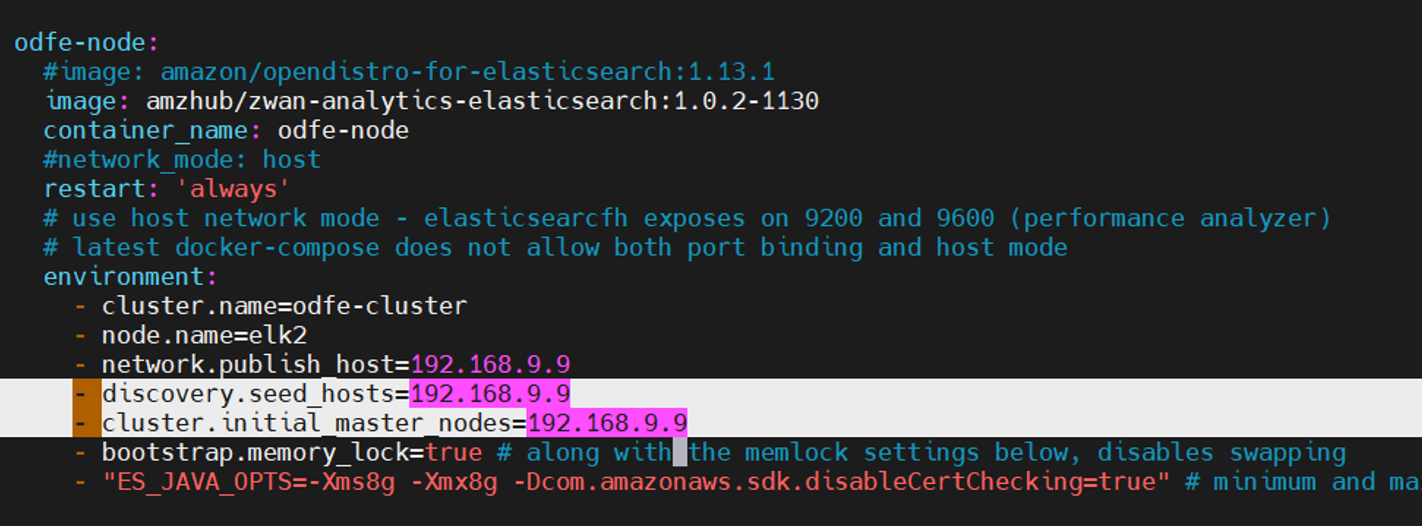 odfe-node:
#image: amazon/opendistro-for-elasticsearch:1.13.1
image: amzhub/zwan-analytics-elasticsearch:1.0.2-1130
container_name: odfe-node
#network_mode: host
restart: 'always'
# use host network mode - elasticsearcfh exposes on 9200 and 9600 (performance analyzer)
# latest docker-compose does not allow both port binding and host mode
environment:
- cluster.name=odfe-cluster
- node.name=elk2
- network.publish_host=192.168.9.9
- discovery.seed_hosts=192.168.9.9
- cluster.initial_master_nodes=192.168.9.9
- bootstrap.memory_lock=true # along with the memlock settings below, disables swapping
- "ES_JAVA_OPTS=-Xms8g -Xmx8g -Dcom.amazonaws.sdk.disableCertChecking=true" # minimum and ma